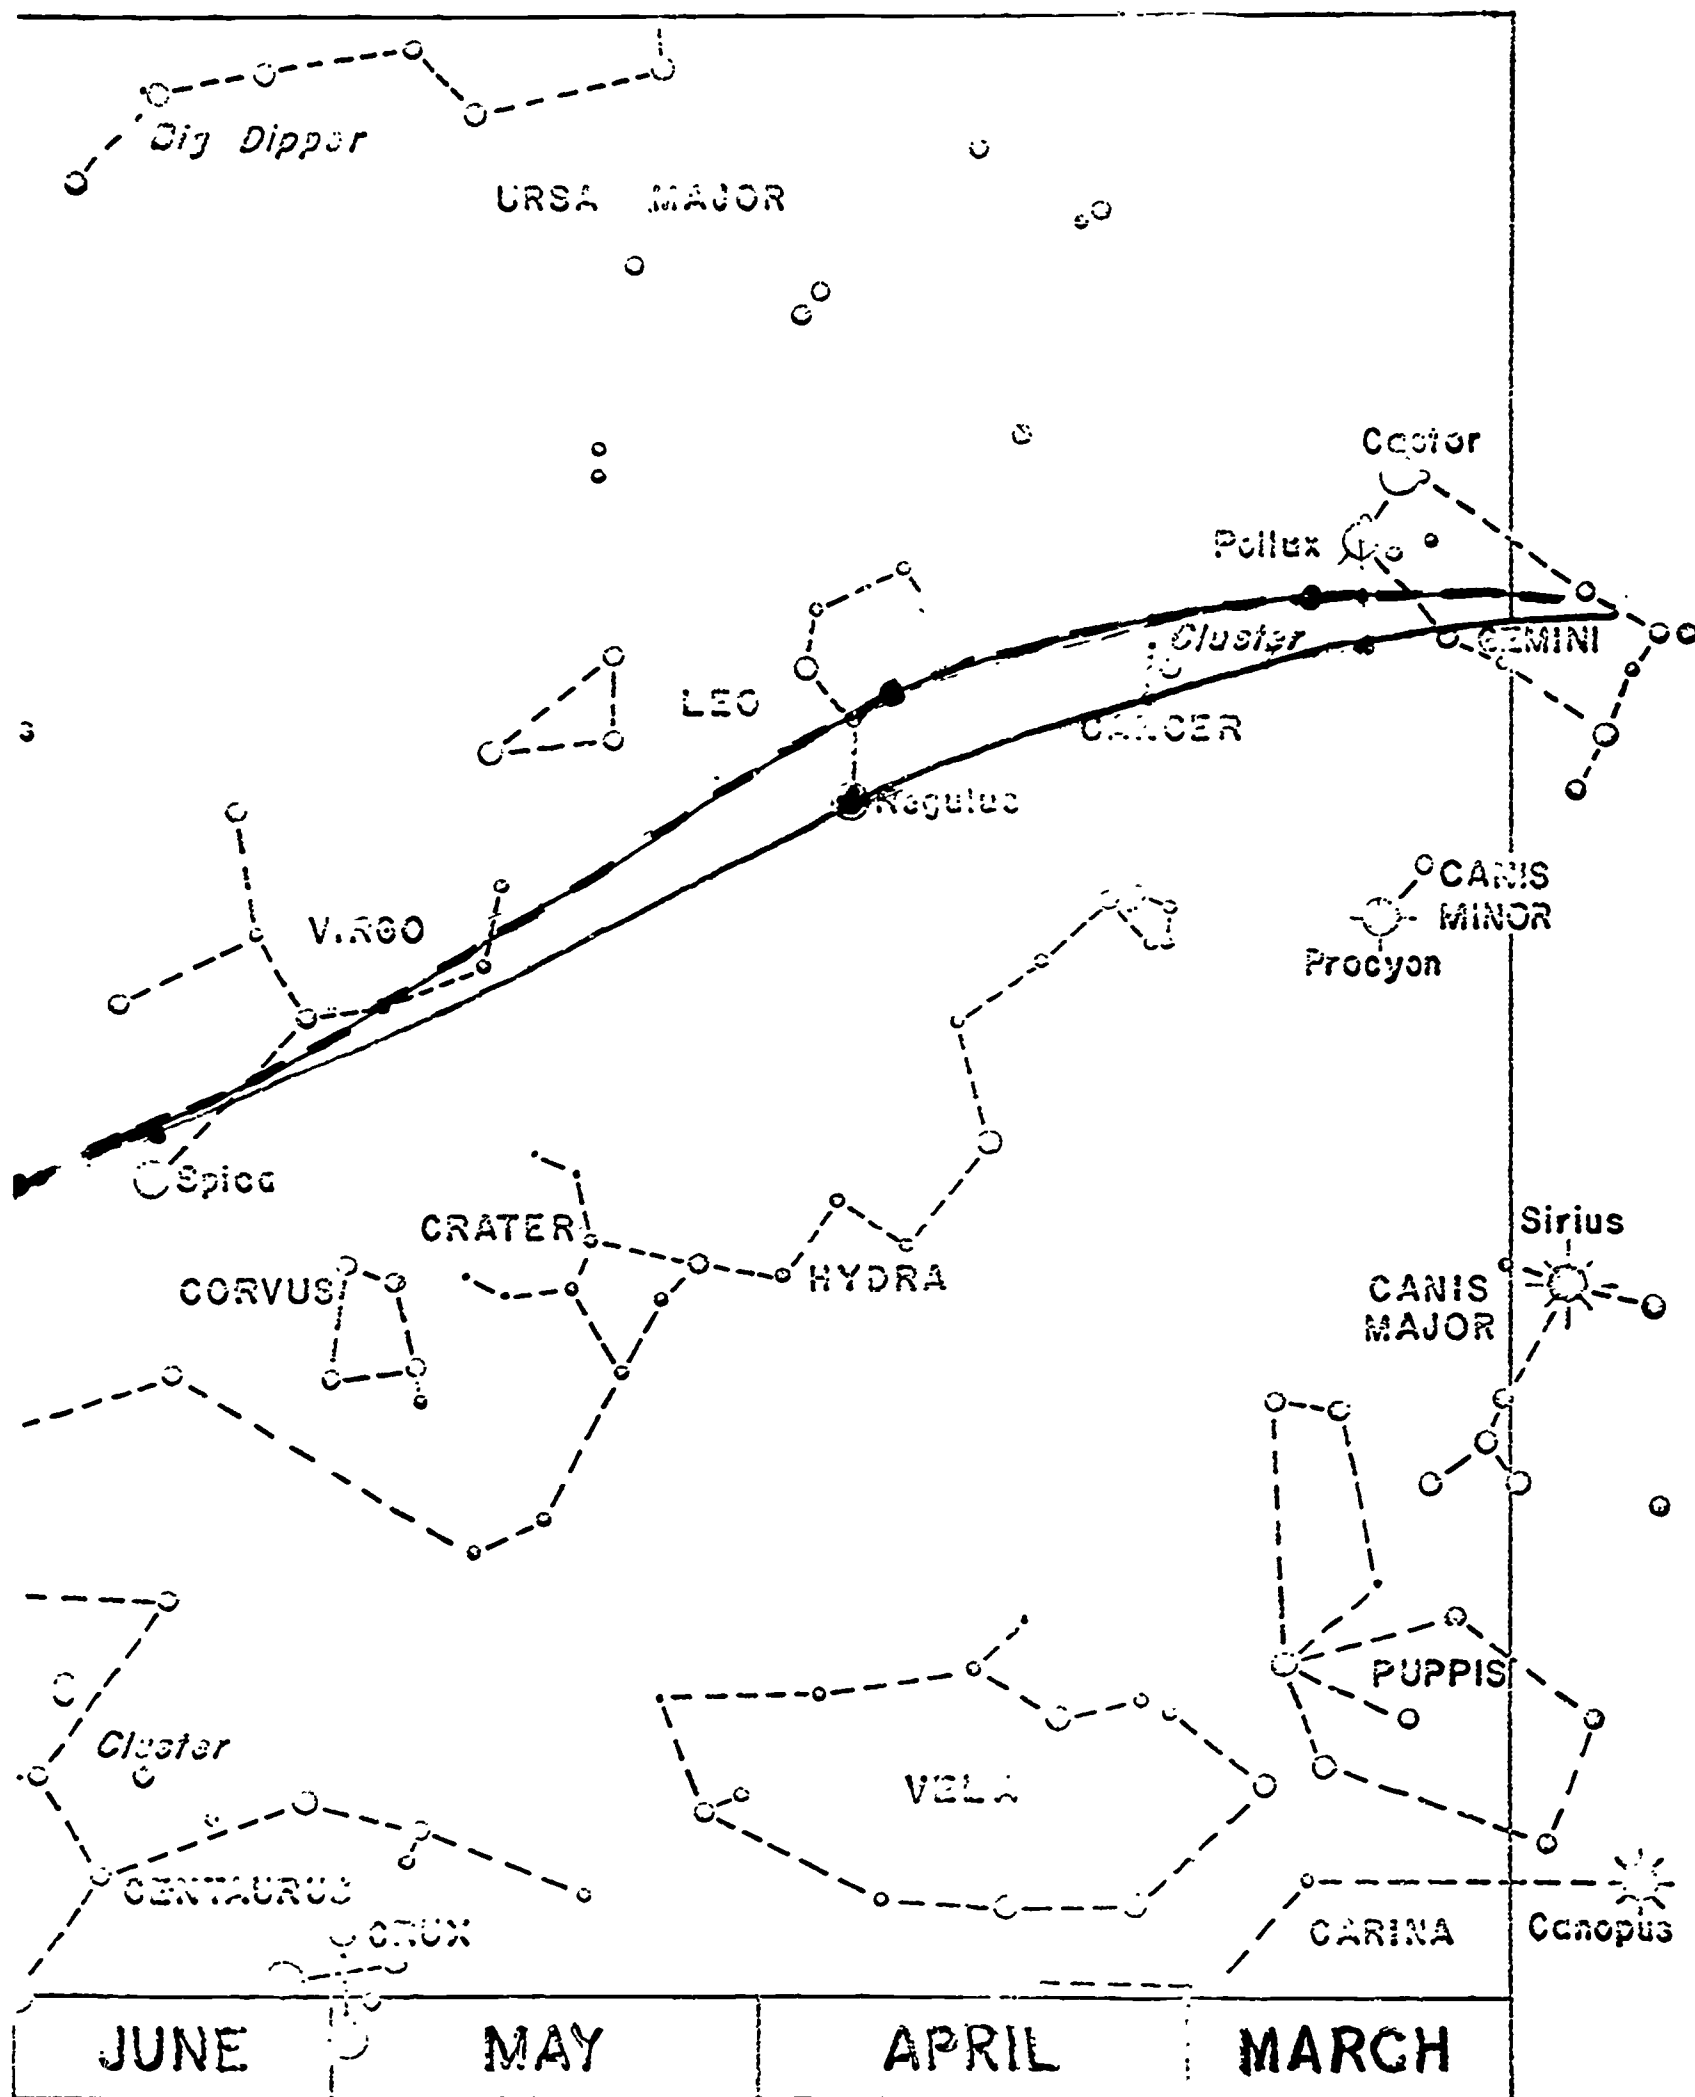 Big Dipper
URSA MAJOR
Castor
Pollux
Cluster
GEMINI
LEO
CANCER
Regulus
CANIS
MINOR
VIRGO
Procyon
Spica
Sirius
CRATER
CORVUS
HYDRA
CANIS
MAJOR
PUPPIS
Cluster
VELA
CENTAURUS
CRUX
CARINA
Canopus
JUNE
MAY
APRIL
MARCH